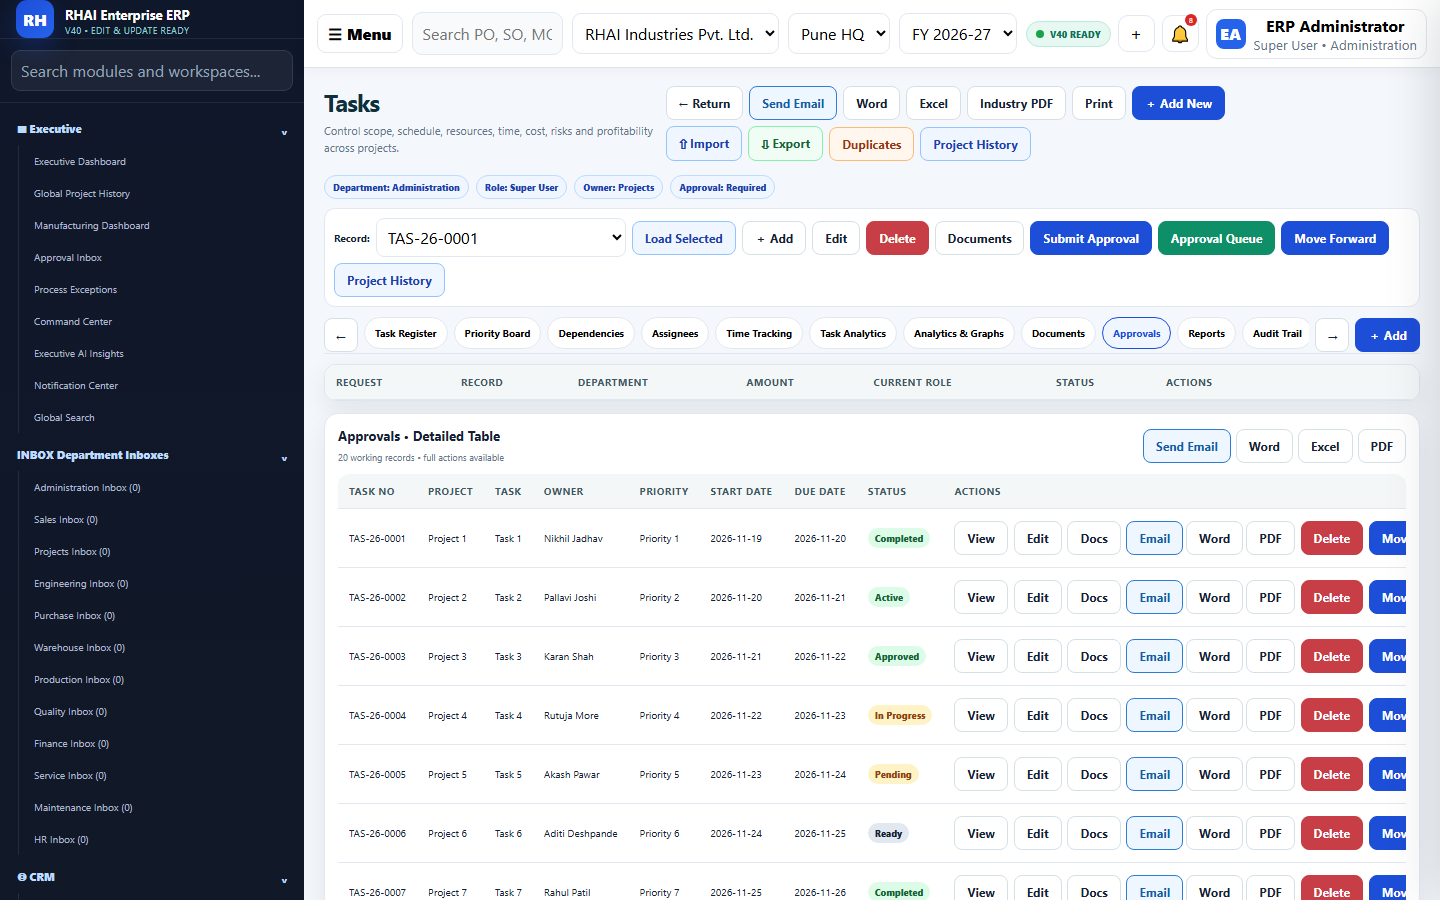 RH
RHAI Enterprise ERP
V40 • EDIT & UPDATE READY
Search modules and workspaces...
Executive
Executive Dashboard
Global Project History
Manufacturing Dashboard
Approval Inbox
Process Exceptions
Command Center
Executive AI Insights
Notification Center
Global Search
INBOX Department Inboxes
Administration Inbox (0)
Sales Inbox (0)
Projects Inbox (0)
Engineering Inbox (0)
Purchase Inbox (0)
Warehouse Inbox (0)
Production Inbox (0)
Quality Inbox (0)
Finance Inbox (0)
Service Inbox (0)
Maintenance Inbox (0)
HR Inbox (0)
CRM
☰ Menu
Search PO, SO, MO
RHAI Industries Pvt. Ltd.
Pune HQ
FY 2026-27
V40 READY
+
8
EA
ERP Administrator
Super User • Administration
Tasks
Control scope, schedule, resources, time, cost, risks and profitability
across projects.
← Return
Send Email
Word
Excel
Industry PDF
Print
+ Add New
⇧ Import
⇩ Export
Duplicates
Project History
Department: Administration
Role: Super User
Owner: Projects
Approval: Required
Record:
TAS-26-0001
Load Selected
+ Add
Edit
Delete
Documents
Submit Approval
Approval Queue
Move Forward
Project History
←
Task Register
Priority Board
Dependencies
Assignees
Time Tracking
Task Analytics
Analytics & Graphs
Documents
Approvals
Reports
Audit Trail
→
+ Add
REQUEST RECORD DEPARTMENT AMOUNT CURRENT ROLE STATUS ACTIONS
Approvals • Detailed Table
20 working records • full actions available
Send Email
Word
Excel
PDF
TASK NO PROJECT TASK OWNER PRIORITY START DATE DUE DATE STATUS ACTIONS
TAS-26-0001 Project 1 Task 1 Nikhil Jadhav Priority 1 2026-11-19 2026-11-20 Completed View Edit Docs Email Word PDF Delete Mov
TAS-26-0002 Project 2 Task 2 Pallavi Joshi Priority 2 2026-11-20 2026-11-21 Active View Edit Docs Email Word PDF Delete Mov
TAS-26-0003 Project 3 Task 3 Karan Shah Priority 3 2026-11-21 2026-11-22 Approved View Edit Docs Email Word PDF Delete Mov
TAS-26-0004 Project 4 Task 4 Rutuja More Priority 4 2026-11-22 2026-11-23 In Progress View Edit Docs Email Word PDF Delete Mov
TAS-26-0005 Project 5 Task 5 Akash Pawar Priority 5 2026-11-23 2026-11-24 Pending View Edit Docs Email Word PDF Delete Mov
TAS-26-0006 Project 6 Task 6 Aditi Deshpande Priority 6 2026-11-24 2026-11-25 Ready View Edit Docs Email Word PDF Delete Mov
TAS-26-0007 Project 7 Task 7 Rahul Patil Priority 7 2026-11-25 2026-11-26 Completed View Edit Docs Email Word PDF Delete Mov